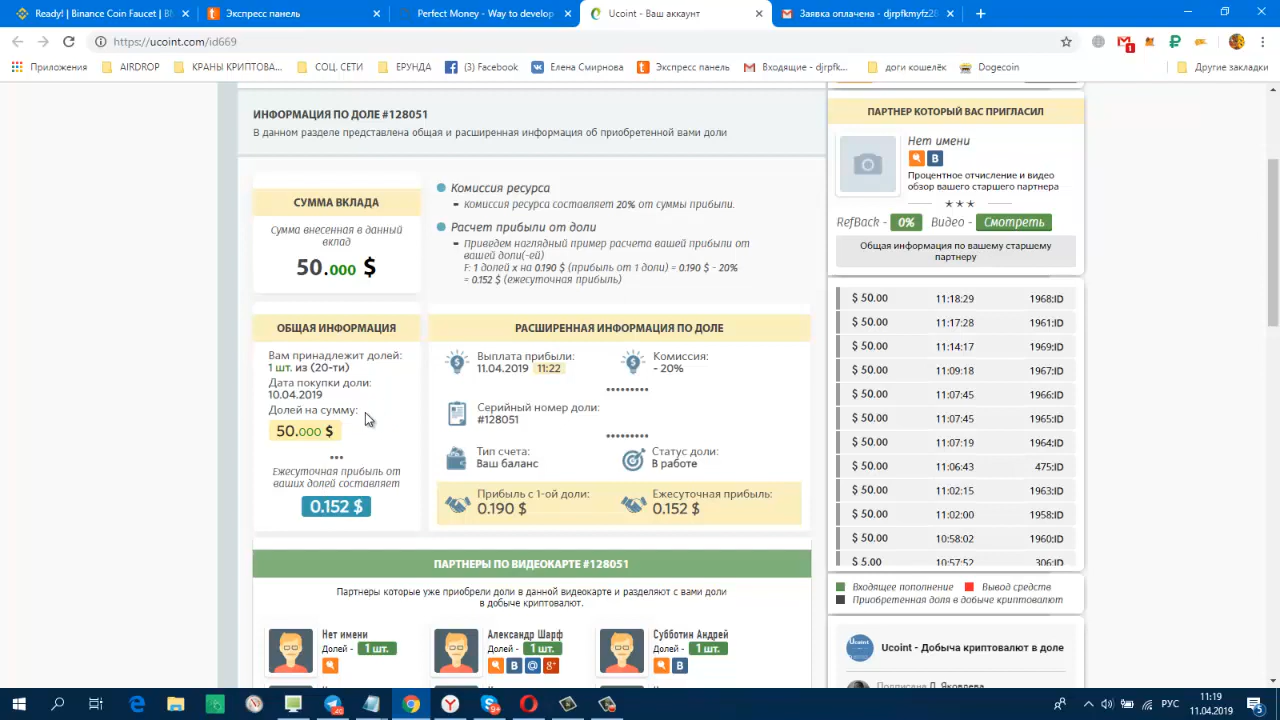 Ready! | Binance Coin Faucet | BN
Экспресс панель
Perfect Money - Way to develop
Ucoint - Ваш аккаунт
Заявка оплачена - djrpfkmyfz28
https://ucoint.com/id669
Приложения
AIRDROP
КРАНЫ КРИПТОВА...
СОЦ. СЕТИ
ЕРУНДА
(3) Facebook
Елена Смирнова
Экспресс панель
Входящие - djrpfk...
доги кошелёк
Dogecoin
Другие закладки
ИНФОРМАЦИЯ ПО ДОЛЕ #128051
В данном разделе представлена общая и расширенная информация об приобретенной вами доли
СУММА ВКЛАДА
Сумма внесенная в данный
вклад
50.000 $
Комиссия ресурса
Комиссия ресурса составляет 20% от суммы прибыли.
Расчет прибыли от доли
Приведем наглядный пример расчета вашей прибыли от
вашей доли(-ей)
F: 1 долей x на 0.190 $ (прибыль от 1 доли) = 0.190 $ - 20%
= 0.152 $ (ежесуточная прибыль)
ОБЩАЯ ИНФОРМАЦИЯ
Вам принадлежит долей:
1 шт. из (20-ти)
Дата покупки доли:
10.04.2019
Долей на сумму:
50.000 $
Ежесуточная прибыль от
ваших долей составляет
0.152 $
РАСШИРЕННАЯ ИНФОРМАЦИЯ ПО ДОЛЕ
Выплата прибыли:
11.04.2019 11:22
Комиссия:
- 20%
Серийный номер доли:
#128051
Тип счета:
Ваш баланс
Статус доли:
В работе
Прибыль с 1-ой доли:
0.190 $
Ежесуточная прибыль:
0.152 $
ПАРТНЕРЫ ПО ВИДЕОКАРТЕ #128051
Партнеры которые уже приобрели доли в данной видеокарте и разделяют с вами доли
в добыче криптовалют.
Нет имени
Долей - 1 шт.
Александр Шарф
Долей - 1 шт.
Субботин Андрей
Долей - 1 шт.
ПАРТНЕР КОТОРЫЙ ВАС ПРИГЛАСИЛ
Нет имени
Процентное отчисление и видео
обзор вашего старшего партнера
RefBack - 0% Видео - Смотреть
Общая информация по вашему старшему
партнеру
$ 50.00 11:18:29 1968:ID
$ 50.00 11:17:28 1961:ID
$ 50.00 11:14:17 1969:ID
$ 50.00 11:09:18 1967:ID
$ 50.00 11:07:45 1966:ID
$ 50.00 11:07:45 1965:ID
$ 50.00 11:07:19 1964:ID
$ 50.00 11:06:43 475:ID
$ 50.00 11:02:15 1963:ID
$ 50.00 11:02:00 1958:ID
$ 50.00 10:58:02 1960:ID
$ 5.00 10:57:52 306:ID
Входящее пополнение
Вывод средств
Приобретенная доля в добыче криптовалют
Ucoint
Ucoint - Добыча криптовалют в доле
Подписана Л. Яковлева
РУС
11:19
11.04.2019